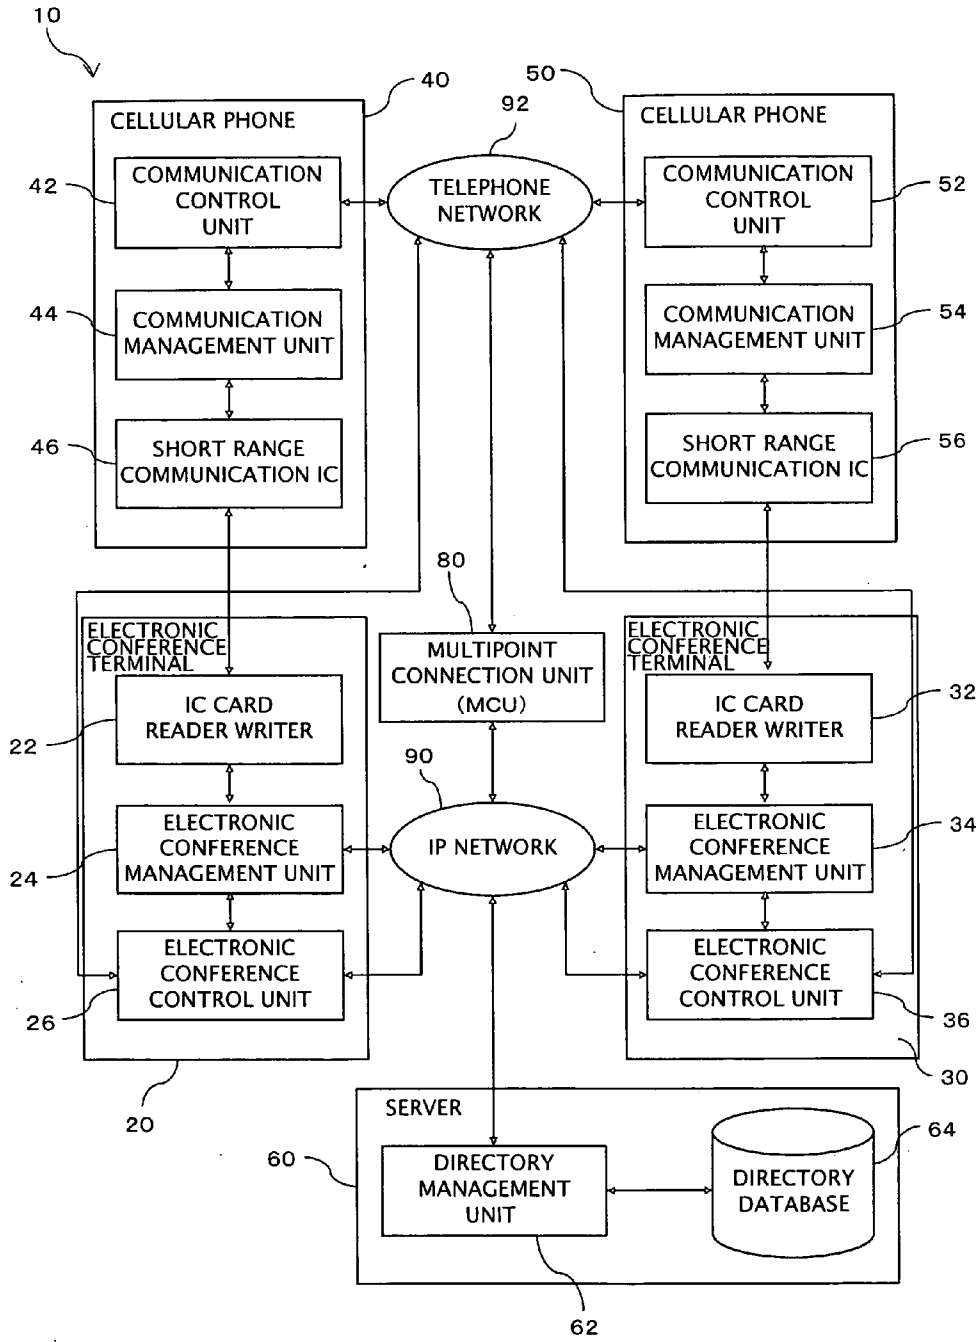 10
40
50
92
CELLULAR PHONE
CELLULAR PHONE
42
COMMUNICATION
CONTROL
UNIT
TELEPHONE
NETWORK
COMMUNICATION
CONTROL
UNIT
52
44
COMMUNICATION
MANAGEMENT UNIT
COMMUNICATION
MANAGEMENT UNIT
54
46
SHORT RANGE
COMMUNICATION IC
SHORT RANGE
COMMUNICATION IC
56
80
ELECTRONIC
CONFERENCE
TERMINAL
MULTIPOINT
CONNECTION UNIT
(MCU)
ELECTRONIC
CONFERENCE
TERMINAL
22
IC CARD
READER WRITER
IC CARD
READER WRITER
32
90
24
ELECTRONIC
CONFERENCE
MANAGEMENT UNIT
IP NETWORK
ELECTRONIC
CONFERENCE
MANAGEMENT UNIT
34
26
ELECTRONIC
CONFERENCE
CONTROL UNIT
ELECTRONIC
CONFERENCE
CONTROL UNIT
36
20
30
SERVER
60
DIRECTORY
MANAGEMENT
UNIT
DIRECTORY
DATABASE
64
62